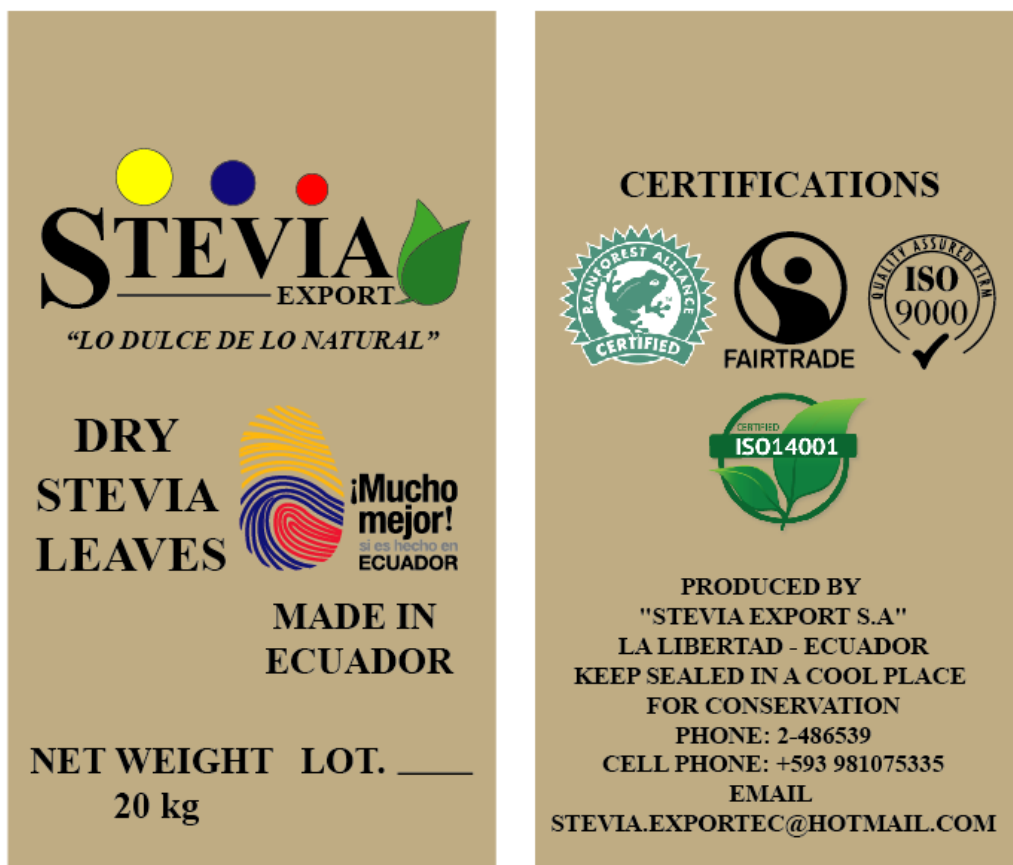 STEVIA
EXPORT
“LO DULCE DE LO NATURAL”
DRY
STEVIA
LEAVES
¡Mucho
mejor!
si es hecho en
ECUADOR
MADE IN
ECUADOR
NET WEIGHT LOT. ____
20 kg
CERTIFICATIONS
RAINFOREST ALLIANCE
CERTIFIED
FAIRTRADE
QUALITY ASSURED FIRM
ISO
9000
CERTIFIED
ISO14001
PRODUCED BY
"STEVIA EXPORT S.A"
LA LIBERTAD - ECUADOR
KEEP SEALED IN A COOL PLACE
FOR CONSERVATION
PHONE: 2-486539
CELL PHONE: +593 981075335
EMAIL
STEVIA.EXPORTEC@HOTMAIL.COM